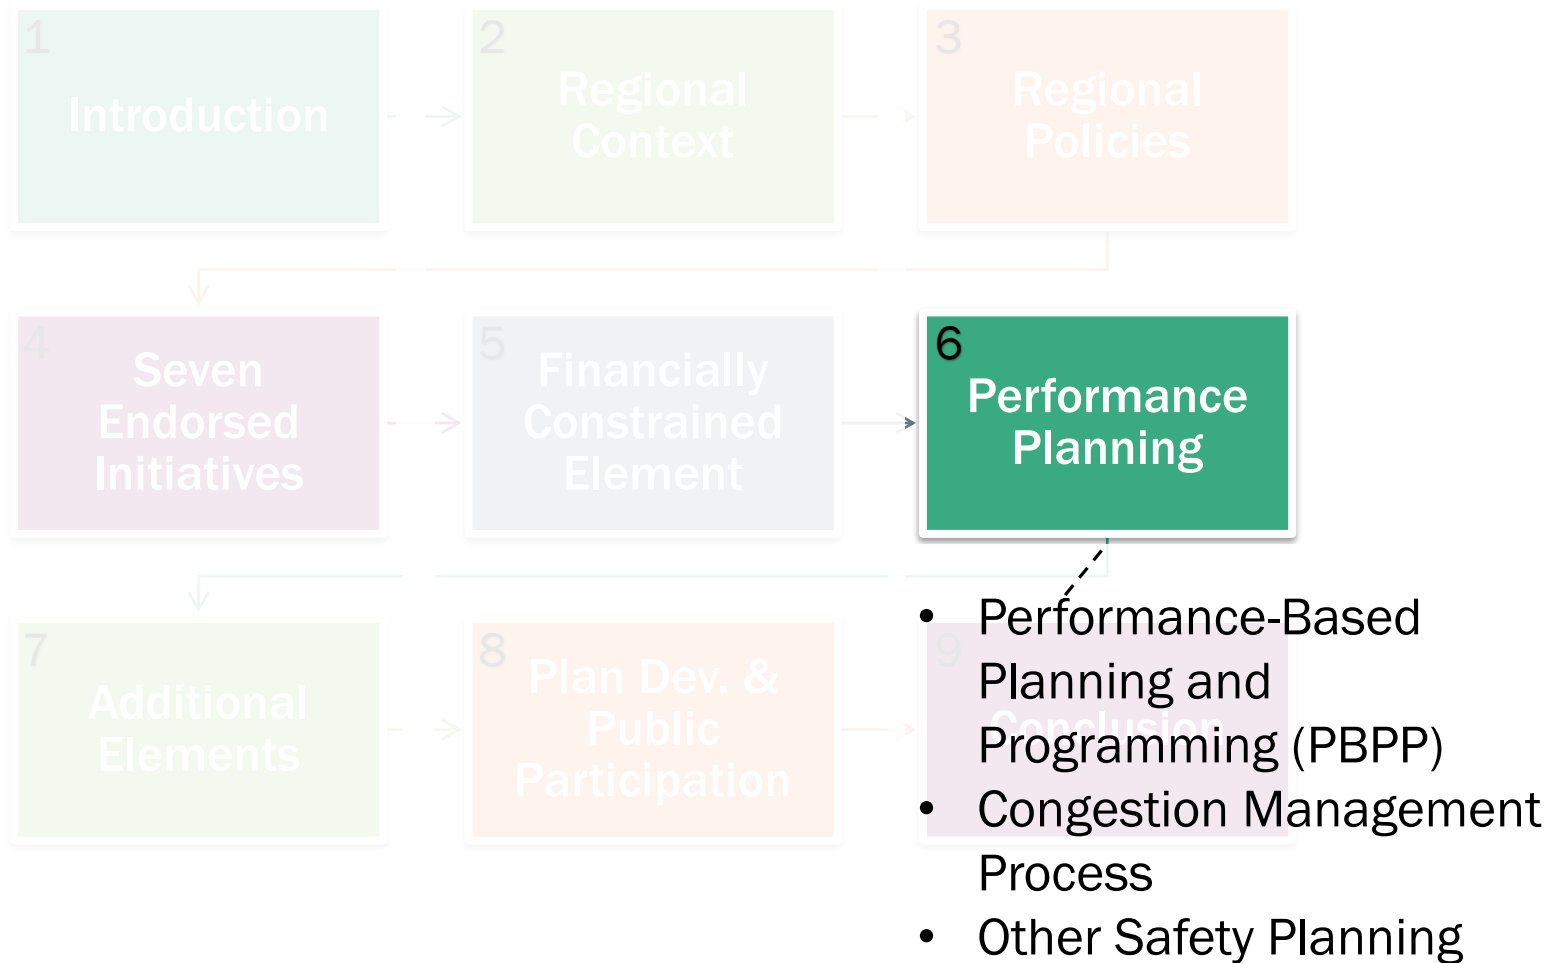 1
Introduction
2
Regional
Context
3
Regional
Policies
4
Seven
Endorsed
Initiatives
5
Financially
Constrained
Element
6
Performance
Planning
7
Additional
Elements
8
Plan Dev. &
Public
Participation
9
Conclusion
• Performance-Based
Planning and
Programming (PBPP)
• Congestion Management
Process
• Other Safety Planning